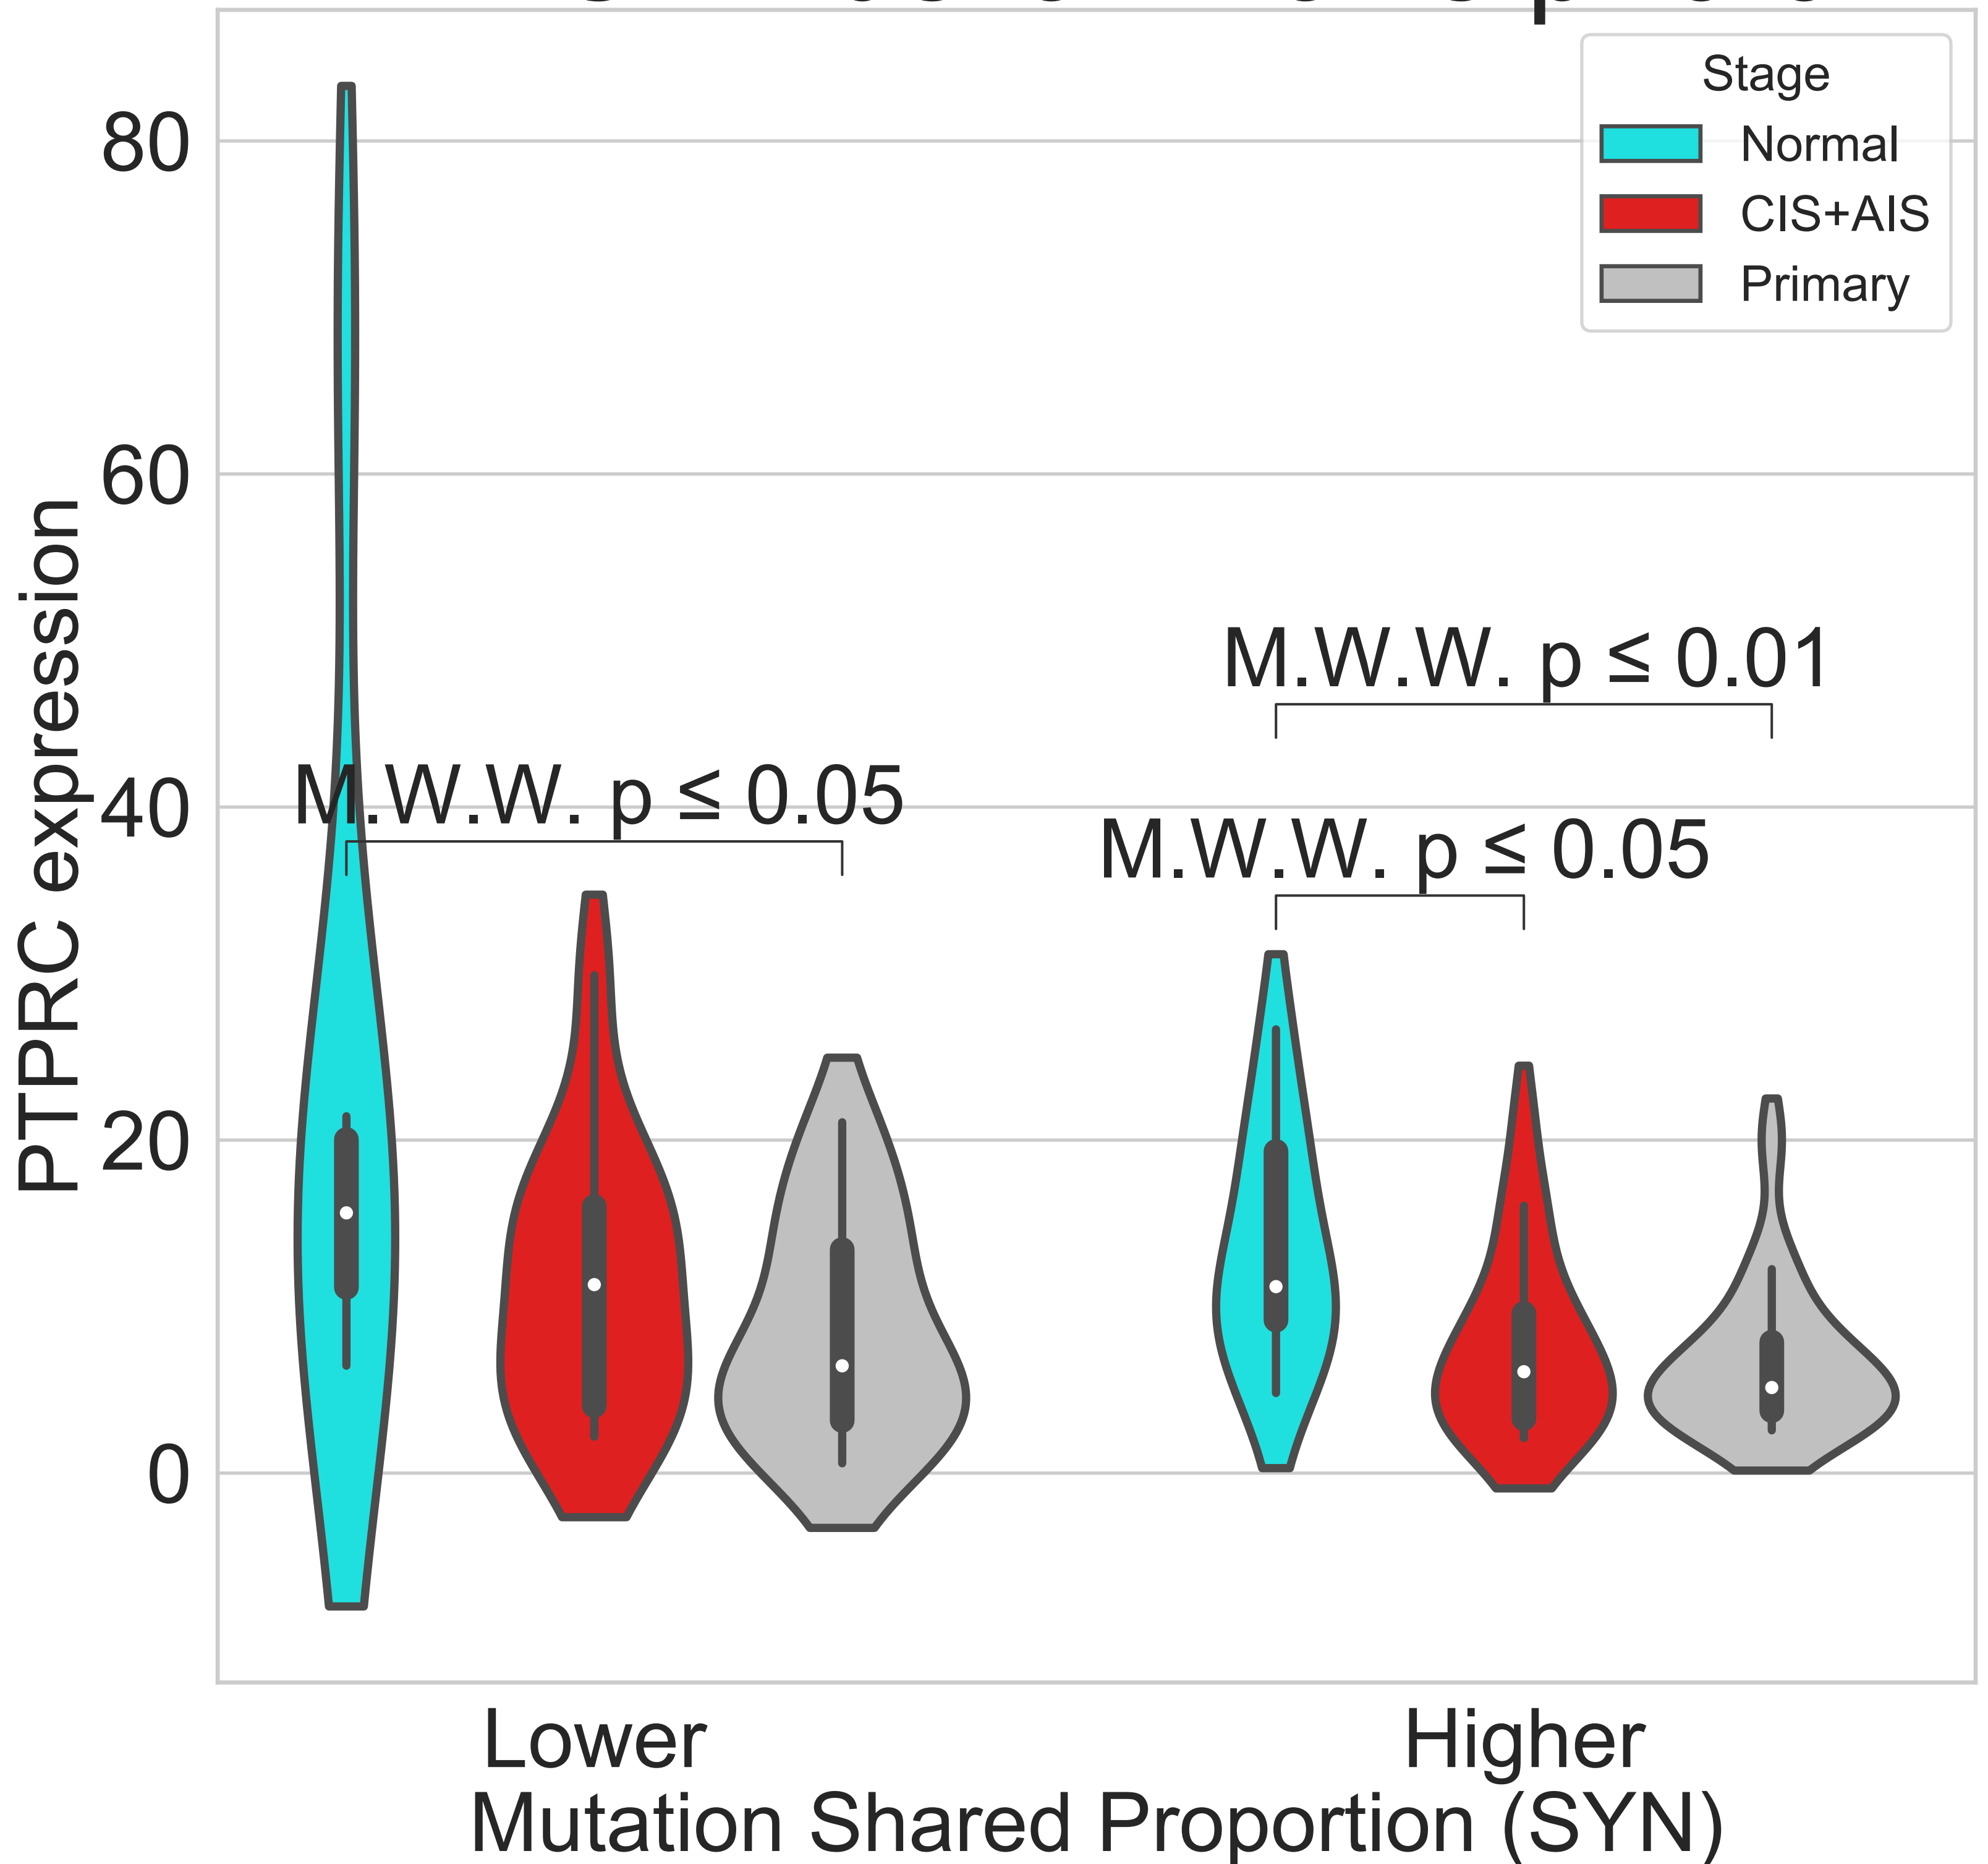 Stage
Normal
CIS+AIS
Primary
80
60
40
20
0
PTPRC expression
M.W.W. p ≤ 0.01
M.W.W. p ≤ 0.05
M.W.W. p ≤ 0.05
Lower
Higher
Mutation Shared Proportion (SYN)